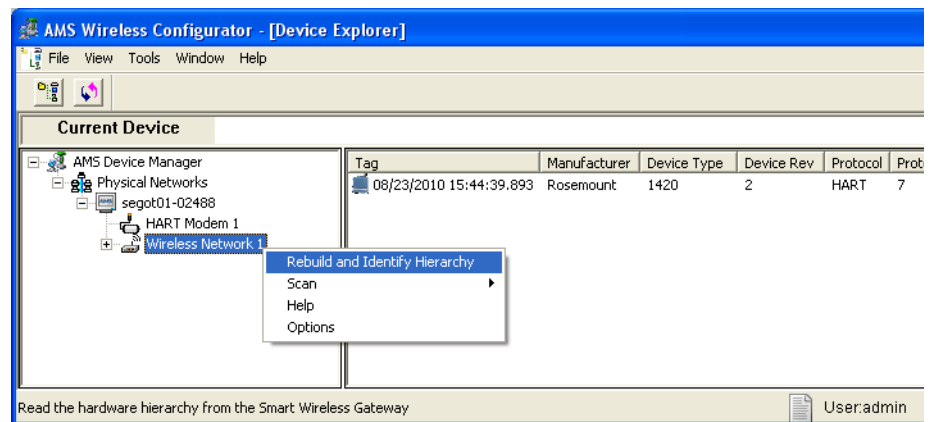 AMS Wireless Configurator - [Device Explorer]
File View Tools Window Help
Current Device
AMS Device Manager
Physical Networks
segot01-02488
HART Modem 1
Wireless Network 1
Tag Manufacturer Device Type Device Rev Protocol
08/23/2010 15:44:39.893 Rosemount 1420 2 HART 7
Rebuild and Identify Hierarchy
Scan
Help
Options
Read the hardware hierarchy from the Smart Wireless Gateway
User:admin